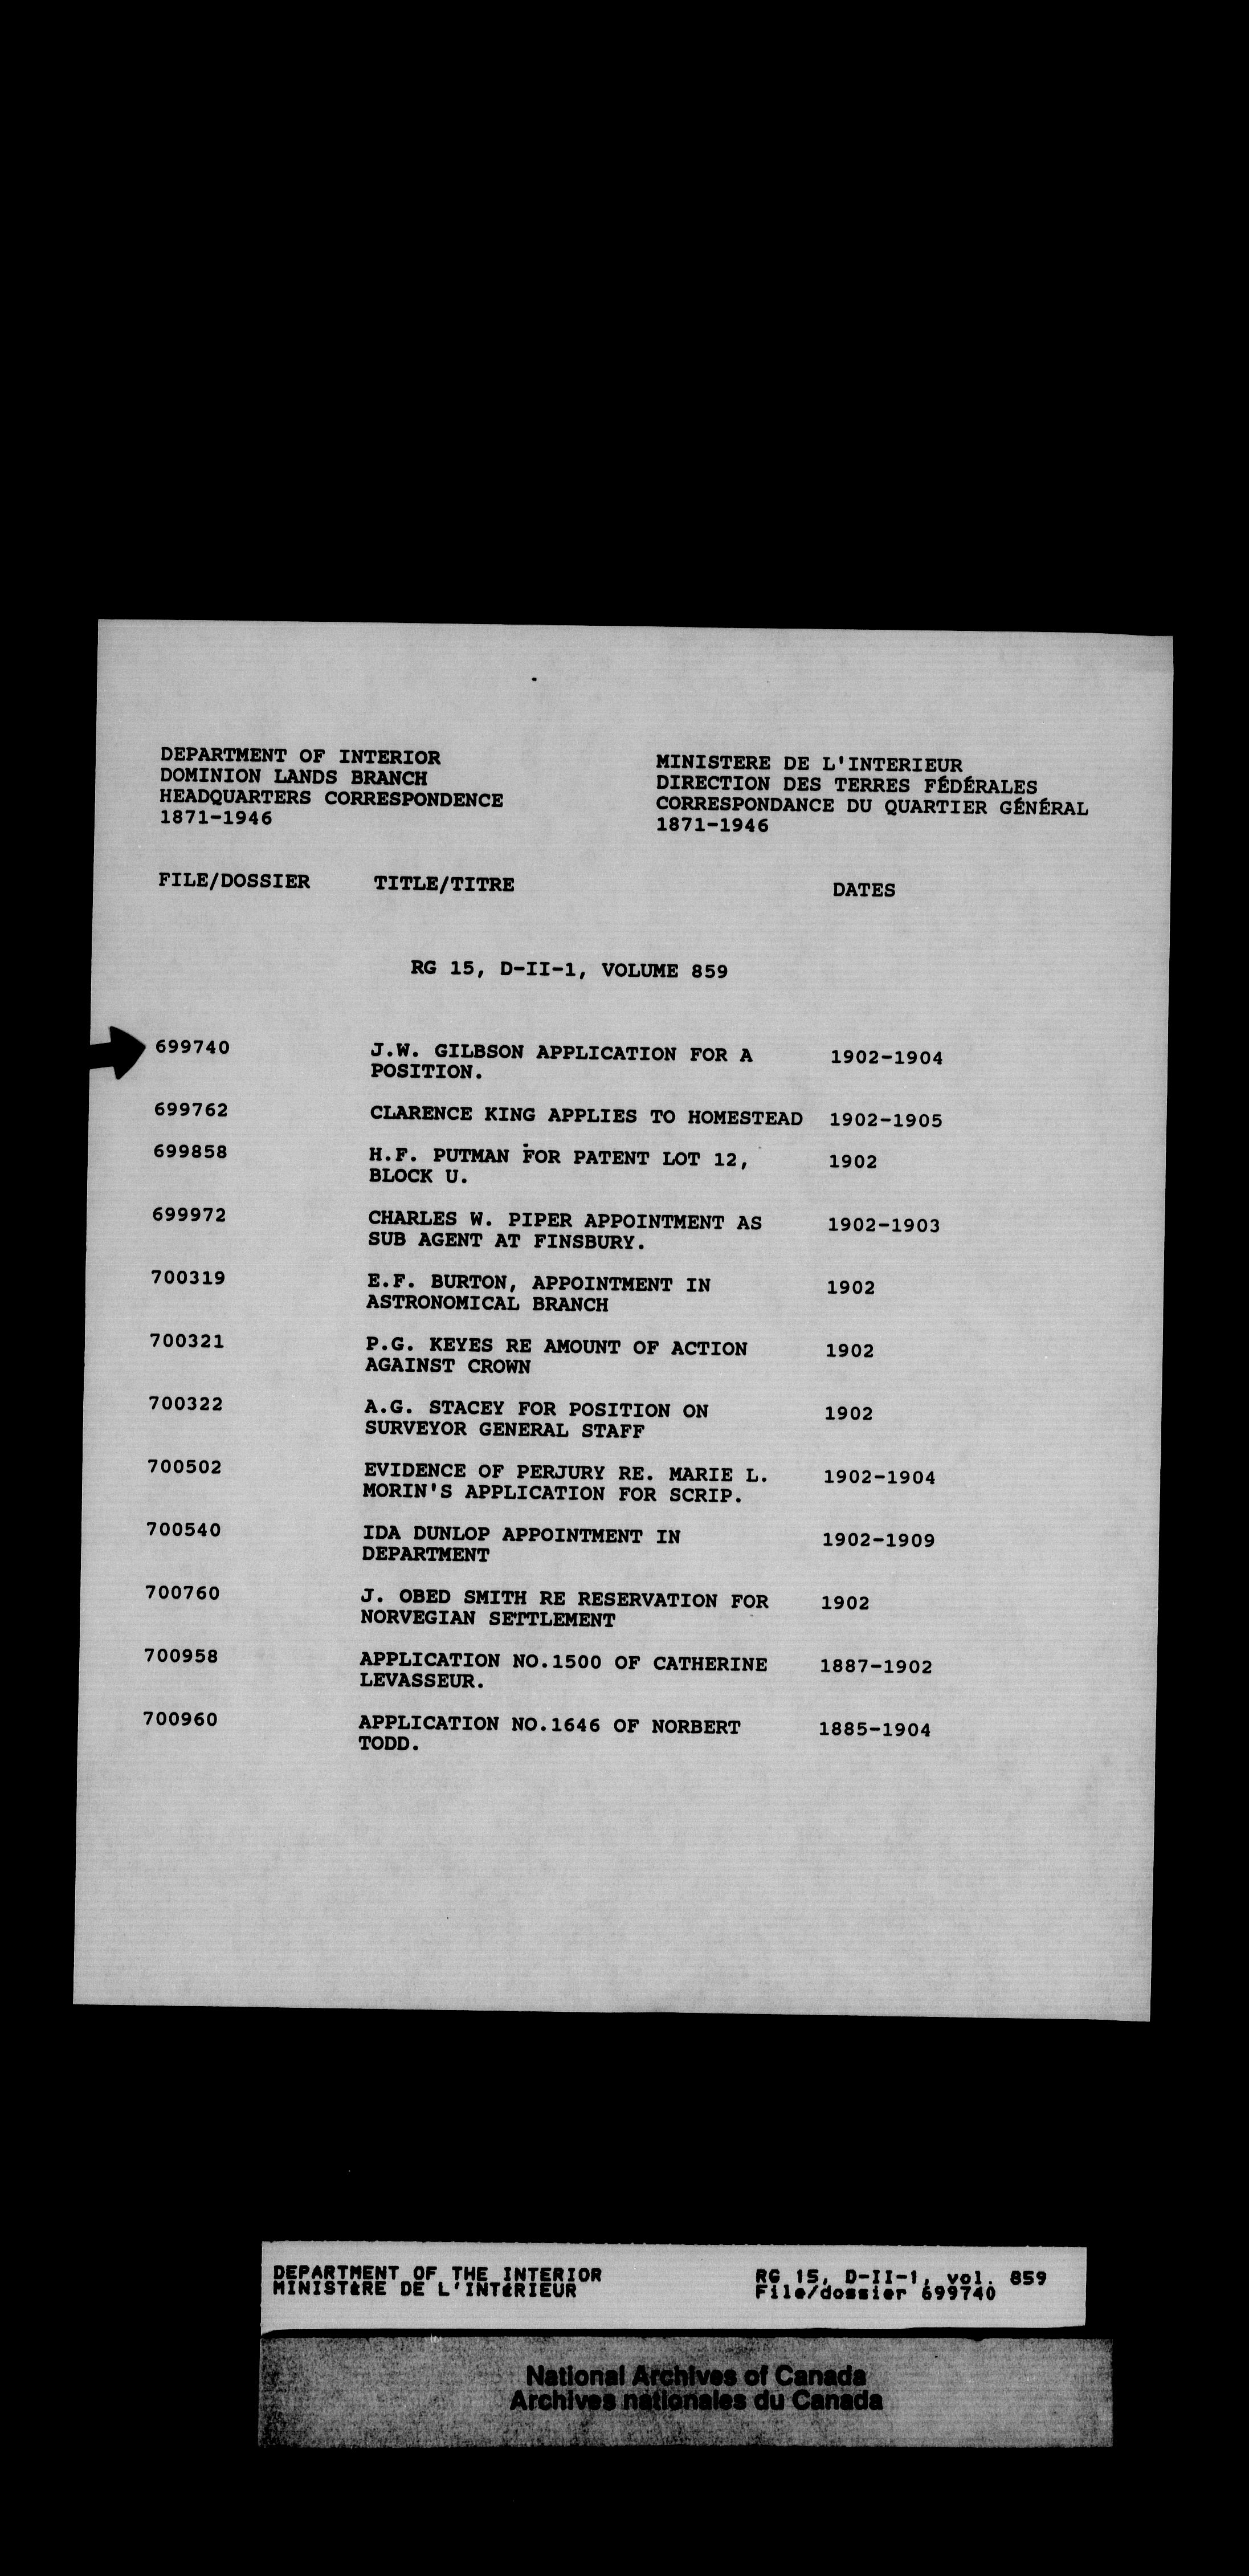 DEPARTMENT OF INTERIOR
DOMINION LANDS BRANCH
HEADQUARTERS CORRESPONDENCE
1871-1946
MINISTERE DE L'INTERIEUR
DIRECTION DES TERRES FÉDÉRALES
CORRESPONDANCE DU QUARTIER GÉNÉRAL
1871-1946
FILE/DOSSIER TITLE/TITRE DATES
RG 15, D-II-1, VOLUME 859
699740 J.W. GILBSON APPLICATION FOR A 1902-1904
POSITION.
699762 CLARENCE KING APPLIES TO HOMESTEAD 1902-1905
699858 H.F. PUTMAN FOR PATENT LOT 12, 1902
BLOCK U.
699972 CHARLES W. PIPER APPOINTMENT AS 1902-1903
SUB AGENT AT FINSBURY.
700319 E.F. BURTON, APPOINTMENT IN 1902
ASTRONOMICAL BRANCH
700321 P.G. KEYES RE AMOUNT OF ACTION 1902
AGAINST CROWN
700322 A.G. STACEY FOR POSITION ON 1902
SURVEYOR GENERAL STAFF
700502 EVIDENCE OF PERJURY RE. MARIE L. 1902-1904
MORIN'S APPLICATION FOR SCRIP.
700540 IDA DUNLOP APPOINTMENT IN 1902-1909
DEPARTMENT
700760 J. OBED SMITH RE RESERVATION FOR 1902
NORVEGIAN SETTLEMENT
700958 APPLICATION NO.1500 OF CATHERINE 1887-1902
LEVASSEUR.
700960 APPLICATION NO.1646 OF NORBERT 1885-1904
TODD.
DEPARTMENT OF THE INTERIOR RG 15, D-II-1, vol. 859
MINISTèRE DE L'INTéRIEUR File/dossier 699740
National Archives of Canada
Archives nationales du Canada